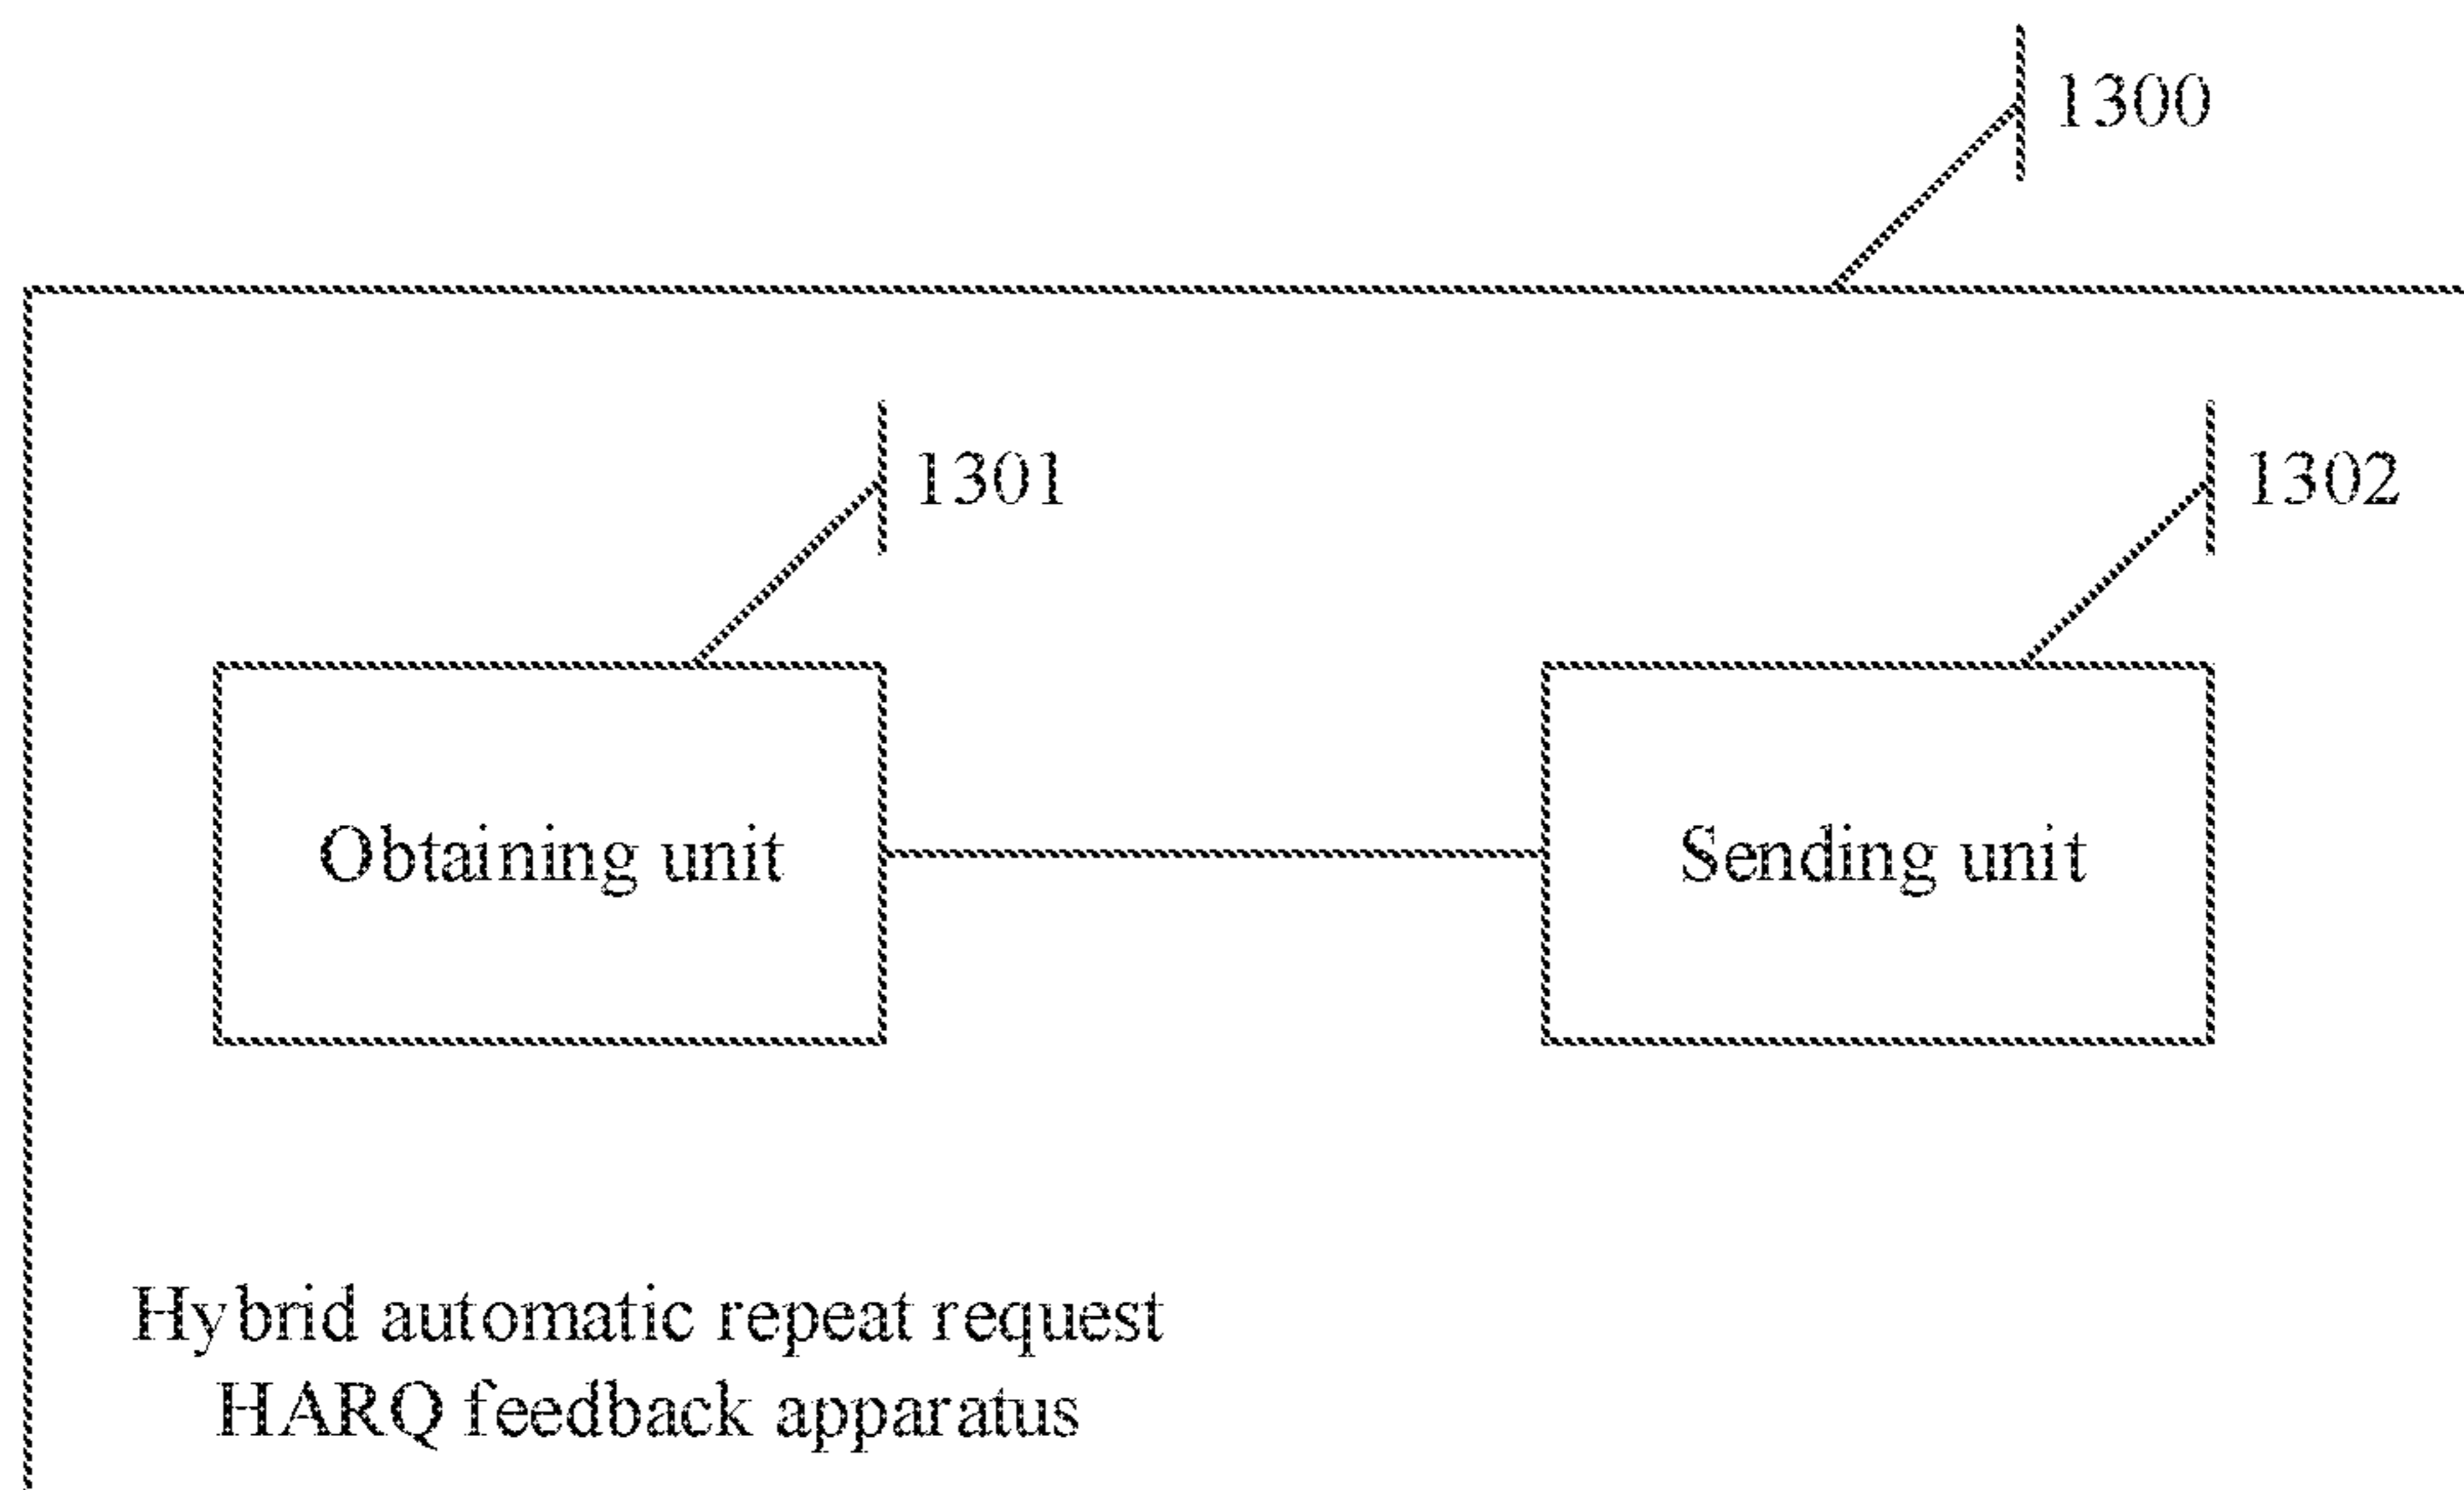 1300
1301
1302
Obtaining unit
Sending unit
Hybrid automatic repeat request
HARQ feedback apparatus